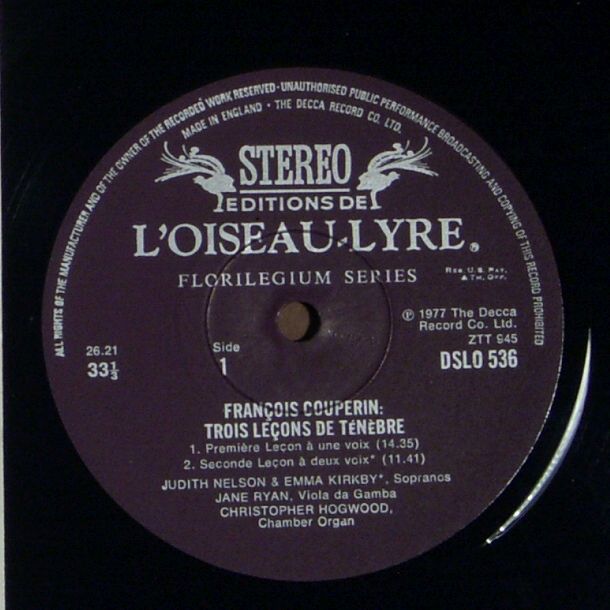 ALL RIGHTS OF THE MANUFACTURER AND OF THE OWNER OF THE RECORDED WORK RESERVED · UNAUTHORISED PUBLIC PERFORMANCE BROADCASTING AND COPYING OF THIS RECORD PROHIBITED
MADE IN ENGLAND · THE DECCA RECORD CO. LTD.
STEREO
EDITIONS DE
L'OISEAU-LYRE®
FLORILEGIUM SERIES
REG. U.S. PAT.
& TM. OFF.
℗ 1977 The Decca
Record Co. Ltd.
ZTT 945
DSLO 536
26.21
33⅓
Side
1
FRANÇOIS COUPERIN:
TROIS LEÇONS DE TéNèBRE
1. Première Leçon à une voix (14.35)
2. Seconde Leçon à deux voix* (11.41)
JUDITH NELSON & EMMA KIRKBY*, Sopranos
JANE RYAN, Viola da Gamba
CHRISTOPHER HOGWOOD,
Chamber Organ